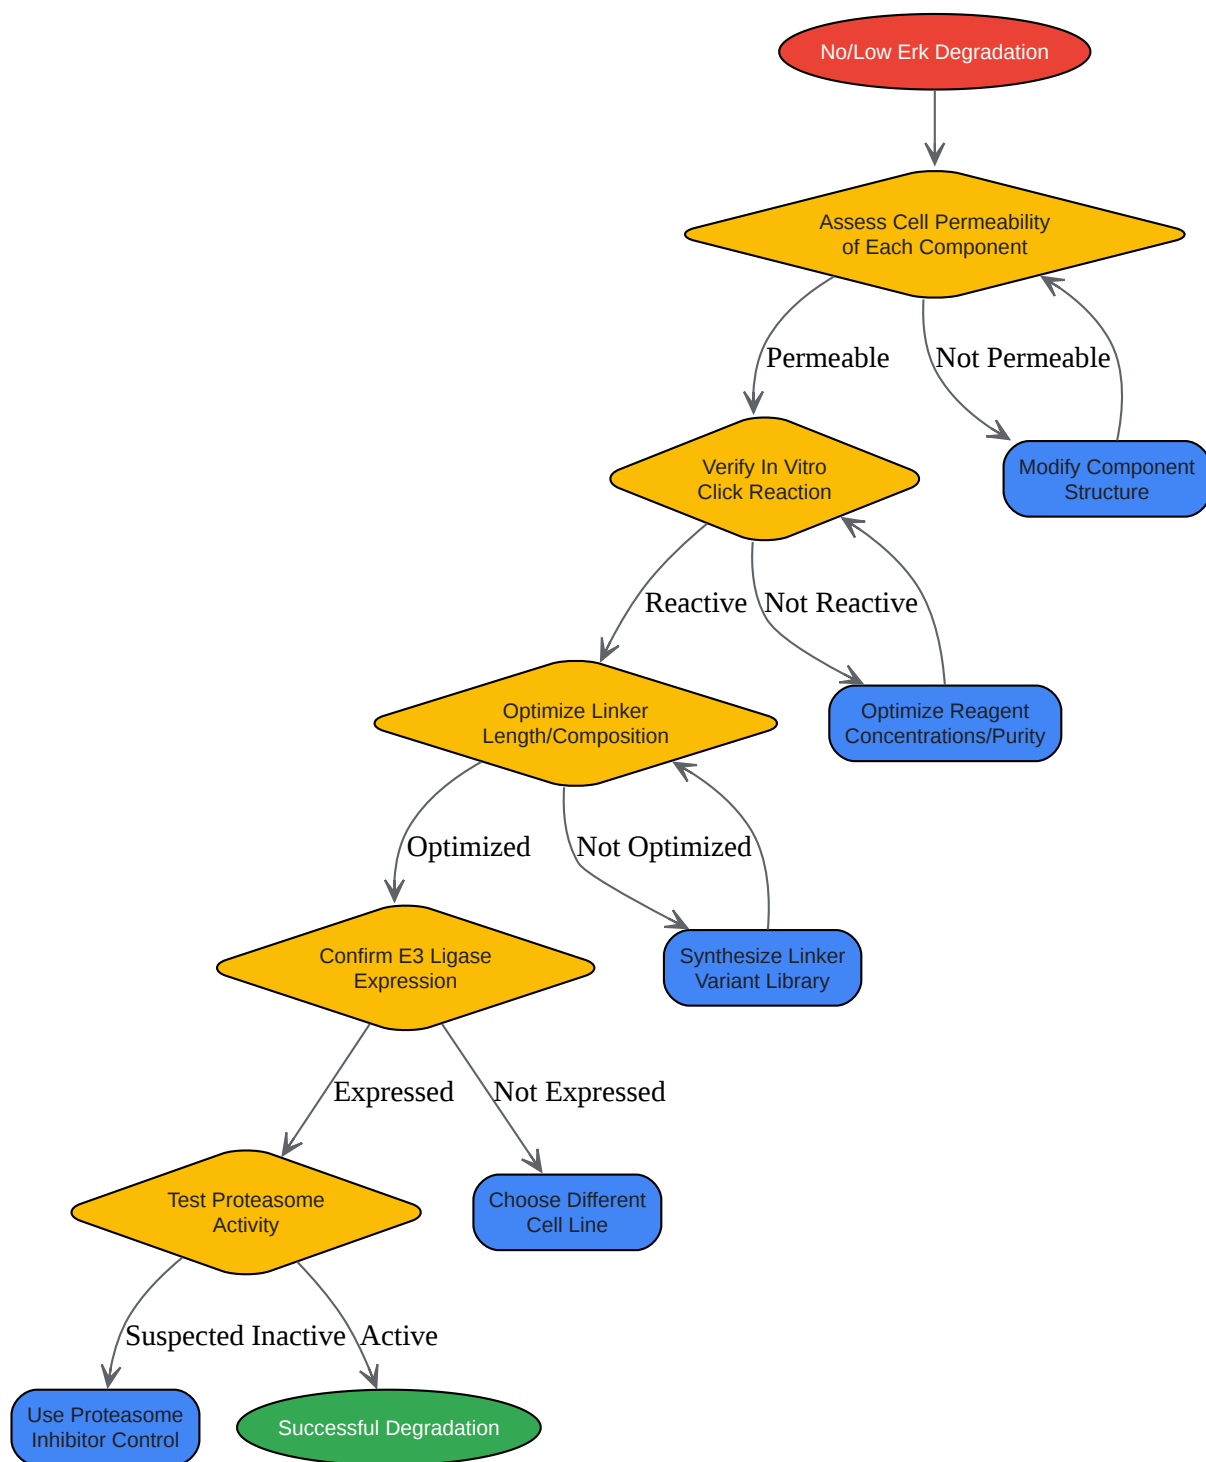 No/Low Erk Degradation
Assess Cell Permeability
of Each Component
Permeable
Not Permeable
Verify In Vitro
Click Reaction
Modify Component
Structure
Reactive
Not Reactive
Optimize Linker
Length/Composition
Optimize Reagent
Concentrations/Purity
Optimized
Not Optimized
Confirm E3 Ligase
Expression
Synthesize Linker
Variant Library
Expressed
Not Expressed
Test Proteasome
Activity
Choose Different
Cell Line
Suspected Inactive
Active
Use Proteasome
Inhibitor Control
Successful Degradation